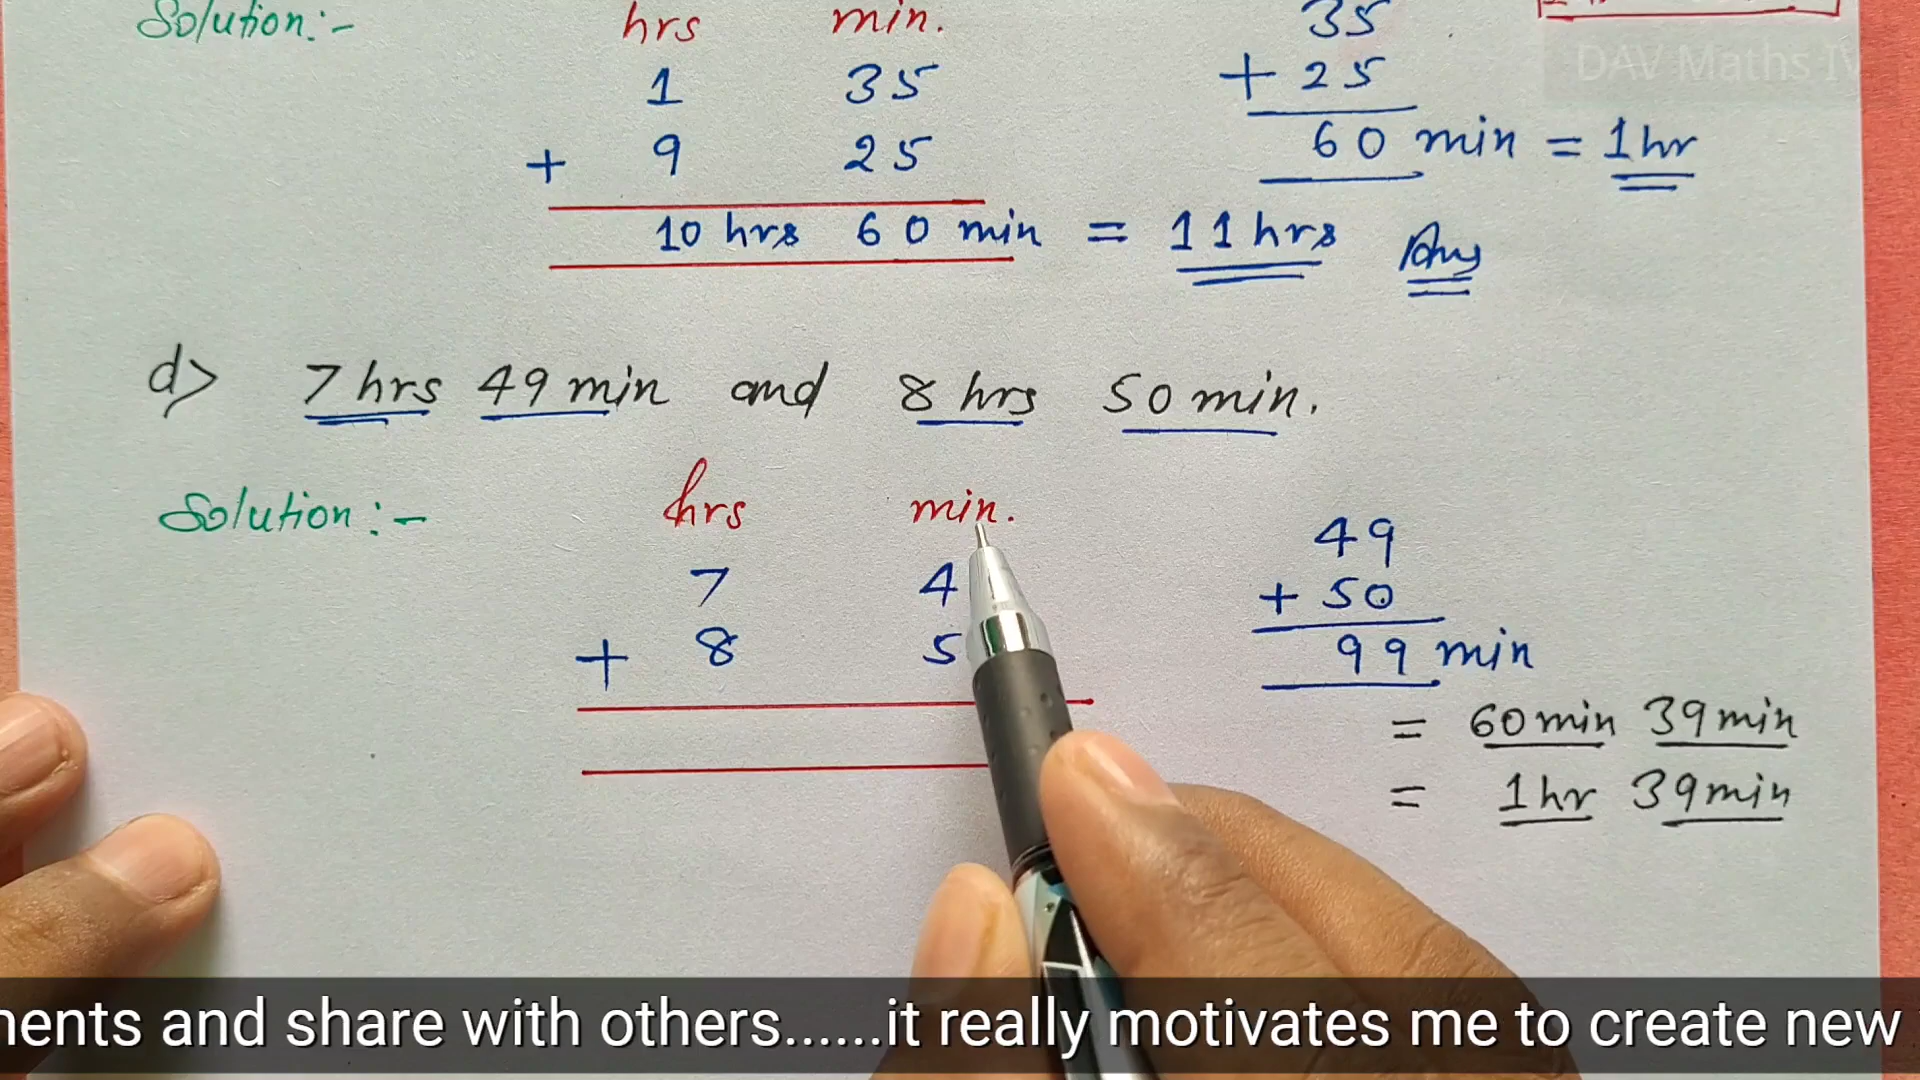 Solution:-
hrs min.
1 35
+ 9 25
10 hrs 60 min = 11 hrs Ans
35
+ 25
60 min = 1 hr
DAV Maths IV
d> 7 hrs 49 min and 8 hrs 50 min.
Solution:-
hrs min.
7 4
+ 8 5
49
+ 50
99 min
= 60 min 39 min
= 1 hr 39 min
and share with others......it really motivates me to create new